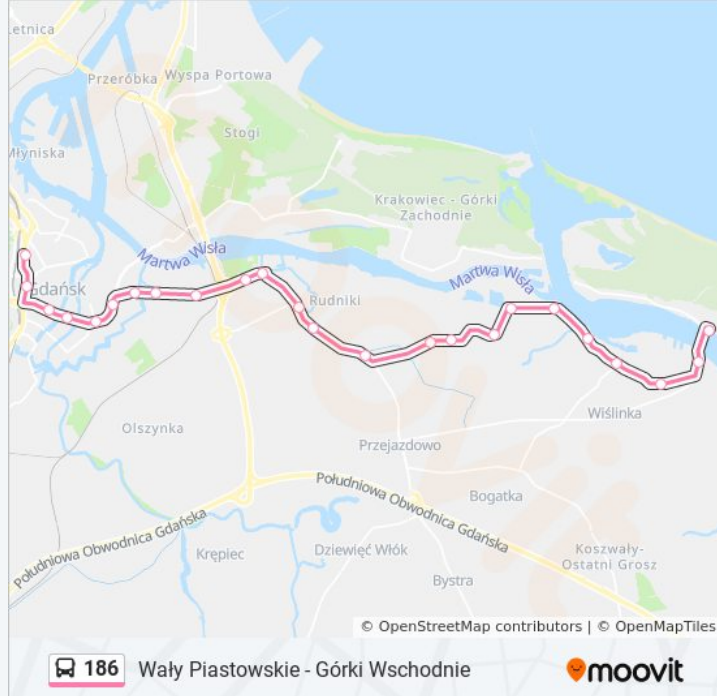 Letnica
Przeróbka
Wyspa Portowa
Stogi
Młyniska
Krakowiec - Górki
Zachodnie
Martwa Wisła
Martwa Wisła
Gdańsk
Rudniki
Olszynka
Wiślinka
Przejazdowo
Bogatka
Południowa Obwodnica Gdańska
Południowa Obwodnica Gdańska
Krępiec
Dziewięć Włók
Koszwały-
Ostatni Grosz
Bystra
© OpenStreetMap contributors | © OpenMapTiles
186 Wały Piastowskie - Górki Wschodnie
moovit